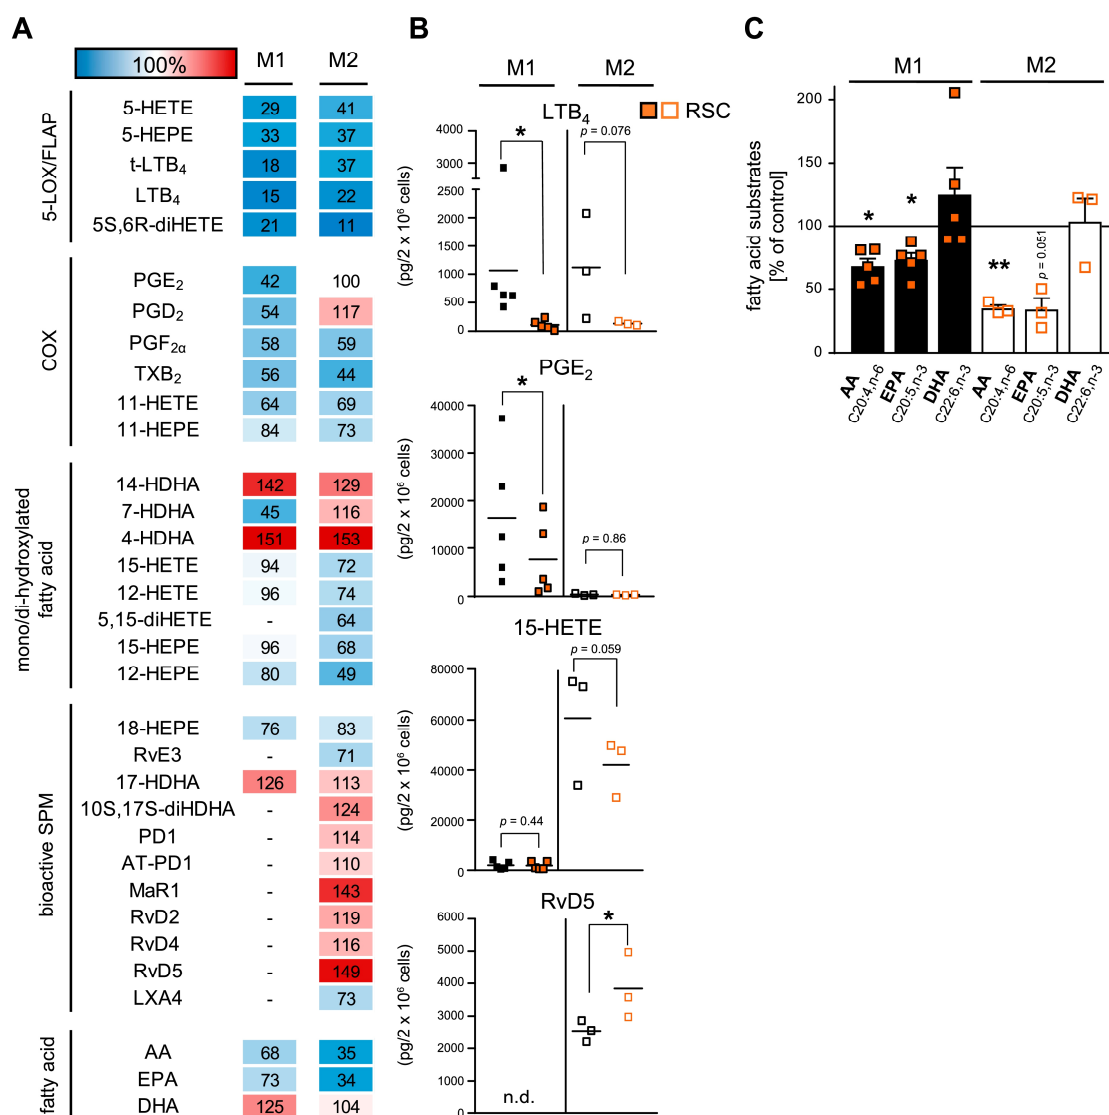 A
100%
M1
M2
5-LOX/FLAP
5-HETE 29 41
5-HEPE 33 37
t-LTB4 18 37
LTB4 15 22
5S,6R-diHETE 21 11
COX
PGE2 42 100
PGD2 54 117
PGF2α 58 59
TXB2 56 44
11-HETE 64 69
11-HEPE 84 73
mono/di-hydroxylated
fatty acid
14-HDHA 142 129
7-HDHA 45 116
4-HDHA 151 153
15-HETE 94 72
12-HETE 96 74
5,15-diHETE - 64
15-HEPE 96 68
12-HEPE 80 49
bioactive SPM
18-HEPE 76 83
RvE3 - 71
17-HDHA 126 113
10S,17S-diHDHA - 124
PD1 - 114
AT-PD1 - 110
MaR1 - 143
RvD2 - 119
RvD4 - 116
RvD5 - 149
LXA4 - 73
fatty acid
AA 68 35
EPA 73 34
DHA 125 104
B
M1
M2
RSC
LTB4
(pg/2 x 10⁶ cells)
4000
3000
2500
2000
1500
1000
500
0
*
p = 0.076
PGE2
(pg/2 x 10⁶ cells)
40000
30000
20000
10000
0
*
p = 0.86
15-HETE
(pg/2 x 10⁶ cells)
80000
60000
40000
20000
0
p = 0.44
p = 0.059
RvD5
(pg/2 x 10⁶ cells)
6000
5000
4000
3000
2000
1000
0
n.d.
*
C
M1
M2
fatty acid substrates
[% of control]
200
150
100
50
0
*
*
**
p = 0.051
AA
C20:4,n-6
EPA
C20:5,n-3
DHA
C22:6,n-3
AA
C20:4,n-6
EPA
C20:5,n-3
DHA
C22:6,n-3